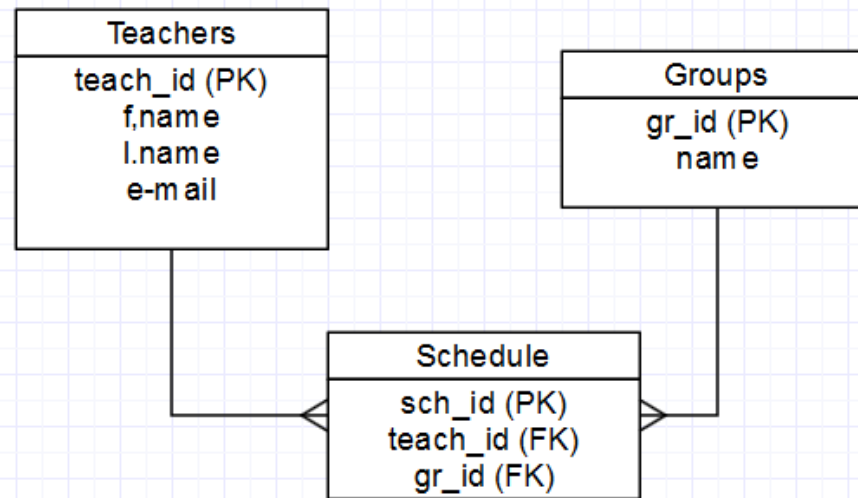 Teachers
teach_id (PK)
f,name
l.name
e-mail
Groups
gr_id (PK)
name
Schedule
sch_id (PK)
teach_id (FK)
gr_id (FK)